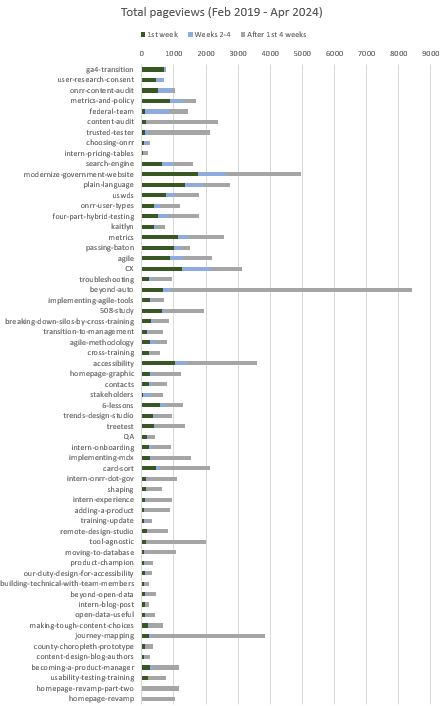 Total pageviews (Feb 2019 - Apr 2024)
1st week Weeks 2-4 After 1st 4 weeks
0 1000 2000 3000 4000 5000 6000 7000 8000 9000
ga4-transition
user-research-consent
onrr-content-audit
metrics-and-policy
federal-team
content-audit
trusted-tester
choosing-onrr
intern-pricing-tables
search-engine
modernize-government-website
plain-language
uswds
onrr-user-types
four-part-hybrid-testing
kaitlyn
metrics
passing-baton
agile
CX
troubleshooting
beyond-auto
implementing-agile-tools
508-study
breaking-down-silos-by-cross-training
transition-to-management
agile-methodology
cross-training
accessibility
homepage-graphic
contacts
stakeholders
6-lessons
trends-design-studio
treetest
QA
intern-onboarding
implementing-mdx
card-sort
intern-onrr-dot-gov
shaping
intern-experience
adding-a-product
training-update
remote-design-studio
tool-agnostic
moving-to-database
product-champion
our-duty-design-for-accessibility
building-technical-with-team-members
beyond-open-data
intern-blog-post
open-data-useful
making-tough-content-choices
journey-mapping
county-choropleth-prototype
content-design-blog-authors
becoming-a-product-manager
usability-testing-training
homepage-revamp-part-two
homepage-revamp